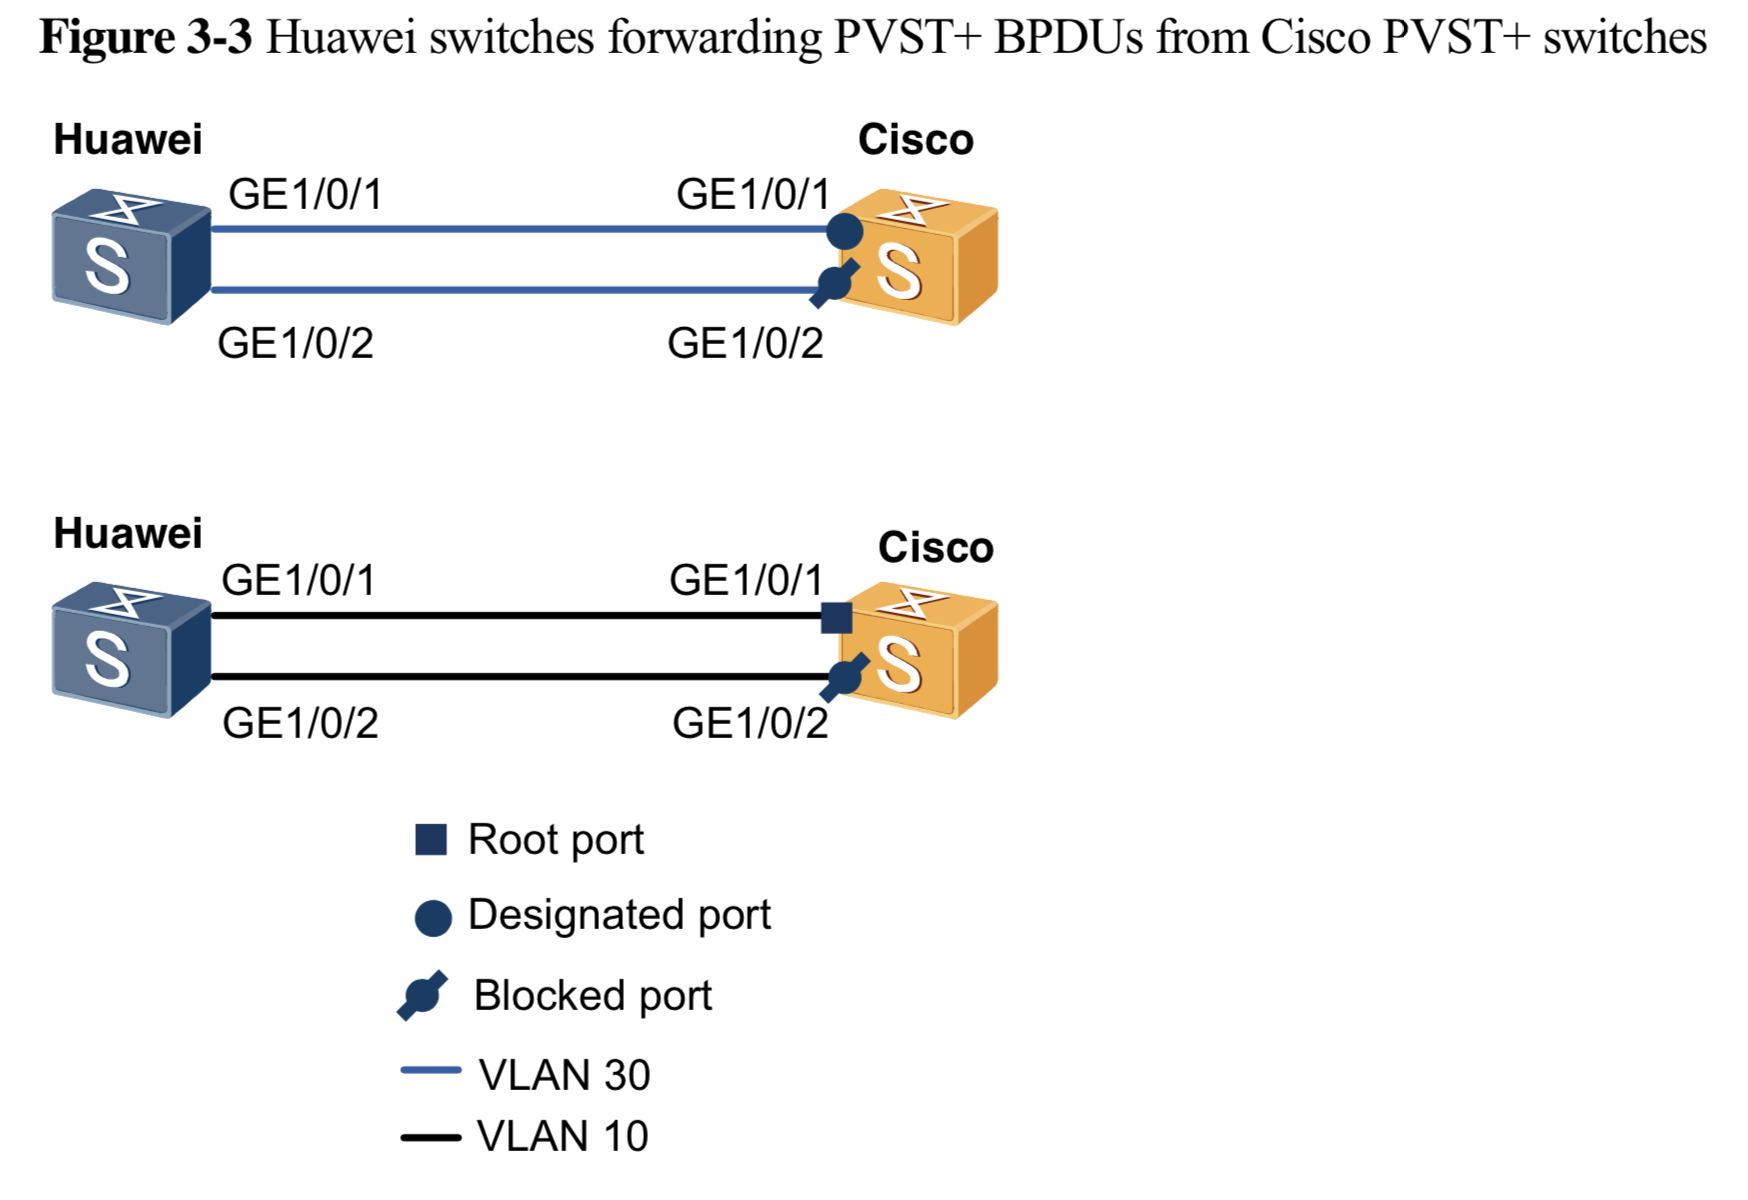 Figure 3-3 Huawei switches forwarding PVST+ BPDUs from Cisco PVST+ switches
Huawei
Cisco
GE1/0/1
GE1/0/1
S
S
GE1/0/2
GE1/0/2
Huawei
Cisco
GE1/0/1
GE1/0/1
S
S
GE1/0/2
GE1/0/2
Root port
Designated port
Blocked port
VLAN 30
VLAN 10